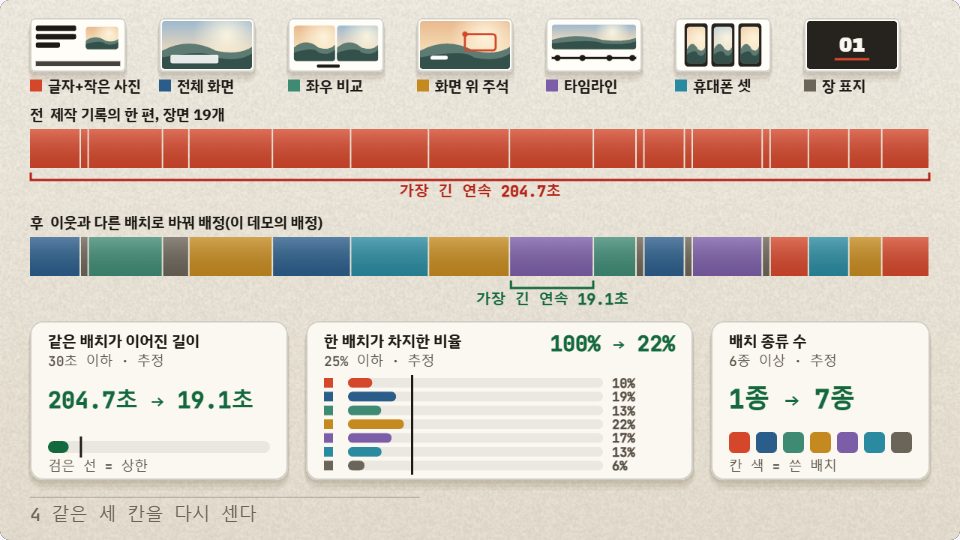 01
글자+작은 사진
전체 화면
좌우 비교
화면 위 주석
타임라인
휴대폰 셋
장 표지
전 제작 기록의 한 편, 장면 19개
가장 긴 연속 204.7초
후 이웃과 다른 배치로 바꿔 배정(이 데모의 배정)
가장 긴 연속 19.1초
같은 배치가 이어진 길이
30초 이하 · 추정
204.7초 → 19.1초
검은 선 = 상한
한 배치가 차지한 비율
25% 이하 · 추정
100% → 22%
10%
19%
13%
22%
17%
13%
6%
배치 종류 수
6종 이상 · 추정
1종 → 7종
칸 색 = 쓴 배치
4 같은 세 칸을 다시 센다